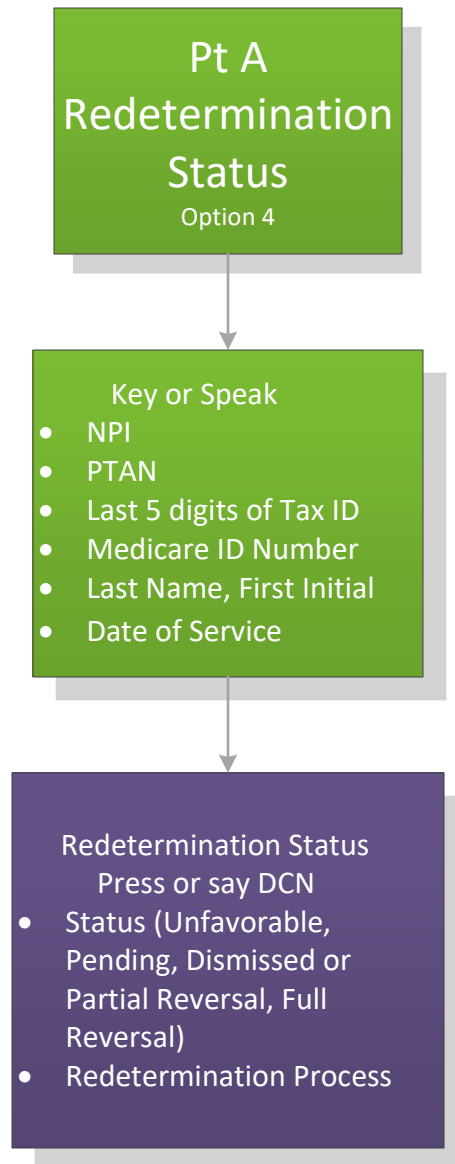 Pt A
Redetermination
Status
Option 4
Key or Speak
• NPI
• PTAN
• Last 5 digits of Tax ID
• Medicare ID Number
• Last Name, First Initial
• Date of Service
Redetermination Status
Press or say DCN
• Status (Unfavorable,
Pending, Dismissed or
Partial Reversal, Full
Reversal)
• Redetermination Process